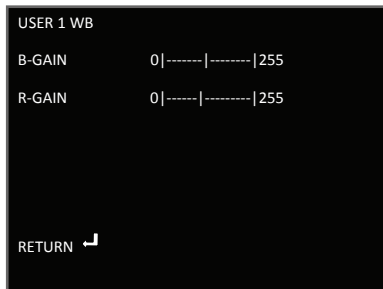 USER 1 WB
B-GAIN 0|-------|--------|255
R-GAIN 0|------|---------|255
RETURN ↵